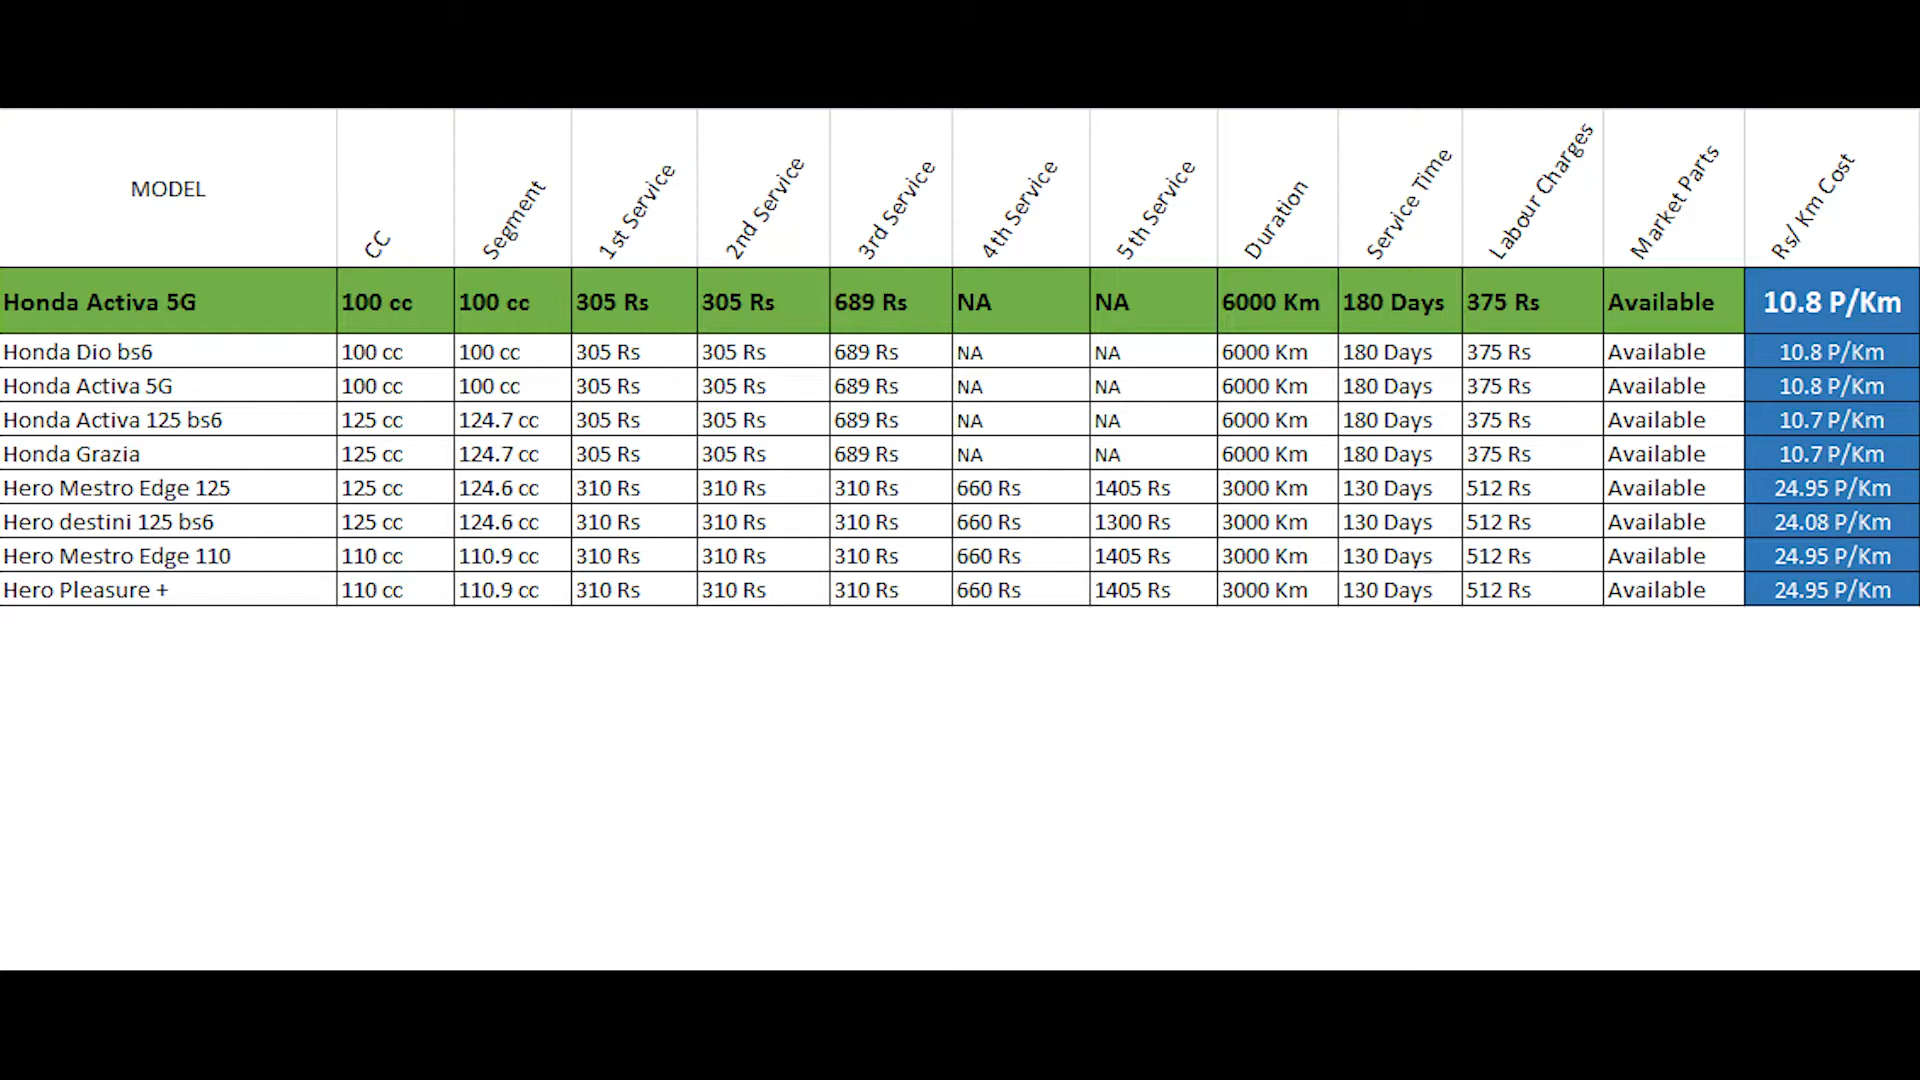 MODEL CC Segment 1st Service 2nd Service 3rd Service 4th Service 5th Service Duration Service Time Labour Charges Market Parts Rs/ Km Cost
Honda Activa 5G 100 cc 100 cc 305 Rs 305 Rs 689 Rs NA NA 6000 Km 180 Days 375 Rs Available 10.8 P/Km
Honda Dio bs6 100 cc 100 cc 305 Rs 305 Rs 689 Rs NA NA 6000 Km 180 Days 375 Rs Available 10.8 P/Km
Honda Activa 5G 100 cc 100 cc 305 Rs 305 Rs 689 Rs NA NA 6000 Km 180 Days 375 Rs Available 10.8 P/Km
Honda Activa 125 bs6 125 cc 124.7 cc 305 Rs 305 Rs 689 Rs NA NA 6000 Km 180 Days 375 Rs Available 10.7 P/Km
Honda Grazia 125 cc 124.7 cc 305 Rs 305 Rs 689 Rs NA NA 6000 Km 180 Days 375 Rs Available 10.7 P/Km
Hero Mestro Edge 125 125 cc 124.6 cc 310 Rs 310 Rs 310 Rs 660 Rs 1405 Rs 3000 Km 130 Days 512 Rs Available 24.95 P/Km
Hero destini 125 bs6 125 cc 124.6 cc 310 Rs 310 Rs 310 Rs 660 Rs 1300 Rs 3000 Km 130 Days 512 Rs Available 24.08 P/Km
Hero Mestro Edge 110 110 cc 110.9 cc 310 Rs 310 Rs 310 Rs 660 Rs 1405 Rs 3000 Km 130 Days 512 Rs Available 24.95 P/Km
Hero Pleasure + 110 cc 110.9 cc 310 Rs 310 Rs 310 Rs 660 Rs 1405 Rs 3000 Km 130 Days 512 Rs Available 24.95 P/Km